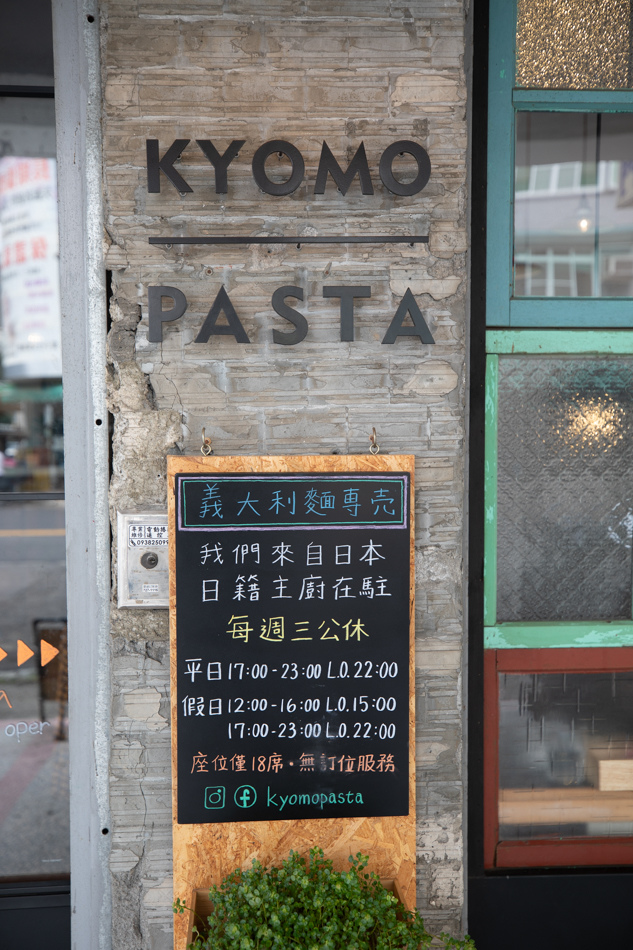 KYOMO
PASTA
義大利麵專売
我們來自日本
日籍主廚在駐
每週三公休
平日17:00-23:00 L.O.22:00
假日12:00-16:00 L.O.15:00
17:00-23:00 L.O.22:00
座位僅18席・無訂位服務
kyomopasta
oper